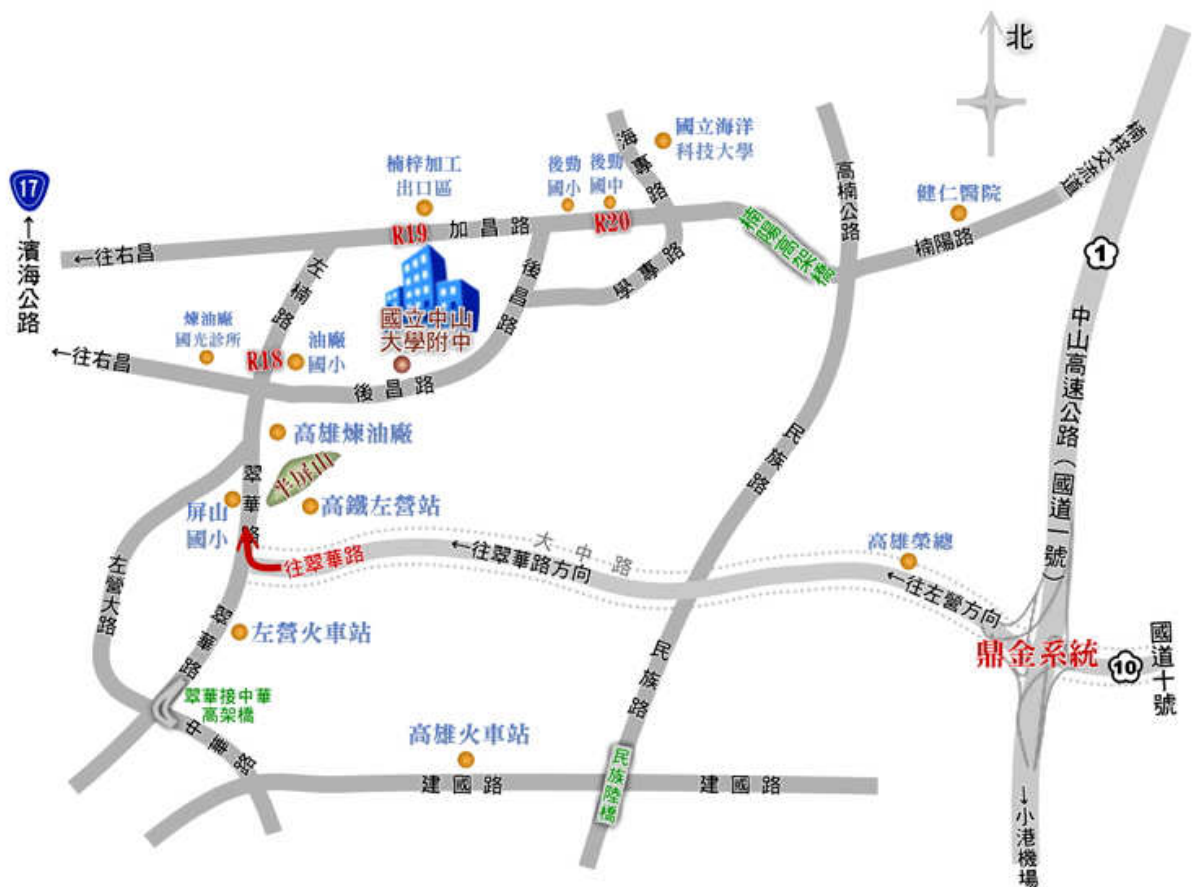 北
國立海洋
科技大學
海專路
楠梓交流道
高楠公路
楠梓加工
出口區
後勁
國小
後勁
國中
健仁醫院
17
←濱海公路
R19
加昌路
R20
←往右昌
楠陽高架橋
楠陽路
左楠路
後昌路
學專路
1
中山高速公路(國道一號)
國立中山
大學附中
煉油廠
國光診所
R18
油廠
國小
←往右昌
後昌路
高雄煉油廠
民族路
翠華路
半屏山
屏山
國小
高鐵左營站
大中路
高雄榮總
往翠華路
←往翠華路方向
←往左營方向
左營大路
翠華路
左營火車站
民族路
鼎金系統
10
國道十號
翠華接中華
高架橋
中華路
高雄火車站
建國路
民族陸橋
建國路
↓小港機場